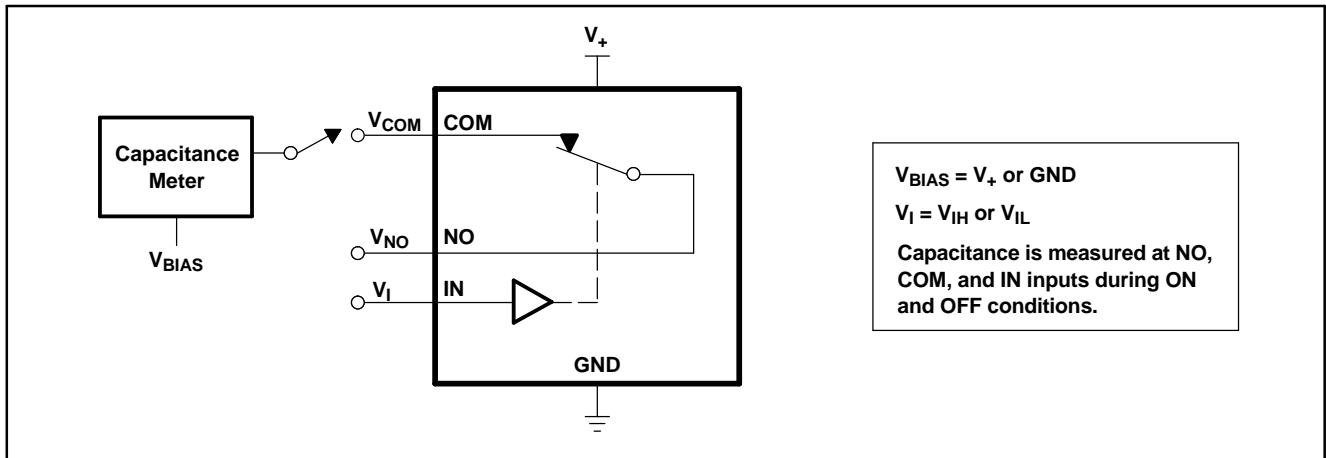 V+
Capacitance
Meter
VBIAS
VCOM
COM
VNO
NO
VI
IN
GND
VBIAS = V+ or GND
VI = VIH or VIL
Capacitance is measured at NO,
COM, and IN inputs during ON
and OFF conditions.